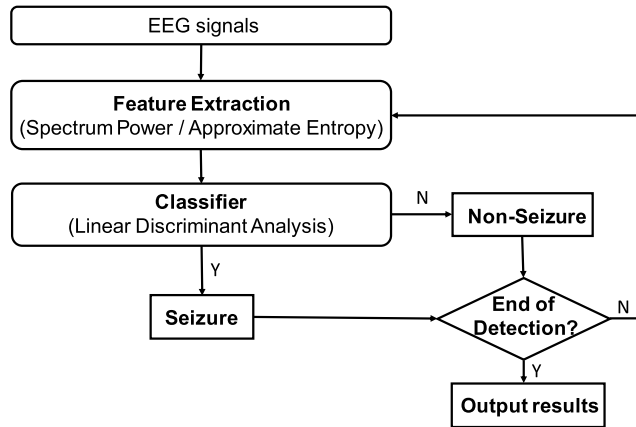 EEG signals
Feature Extraction
(Spectrum Power / Approximate Entropy)
Classifier
(Linear Discriminant Analysis)
N
Non-Seizure
Y
Seizure
End of
Detection?
N
Y
Output results